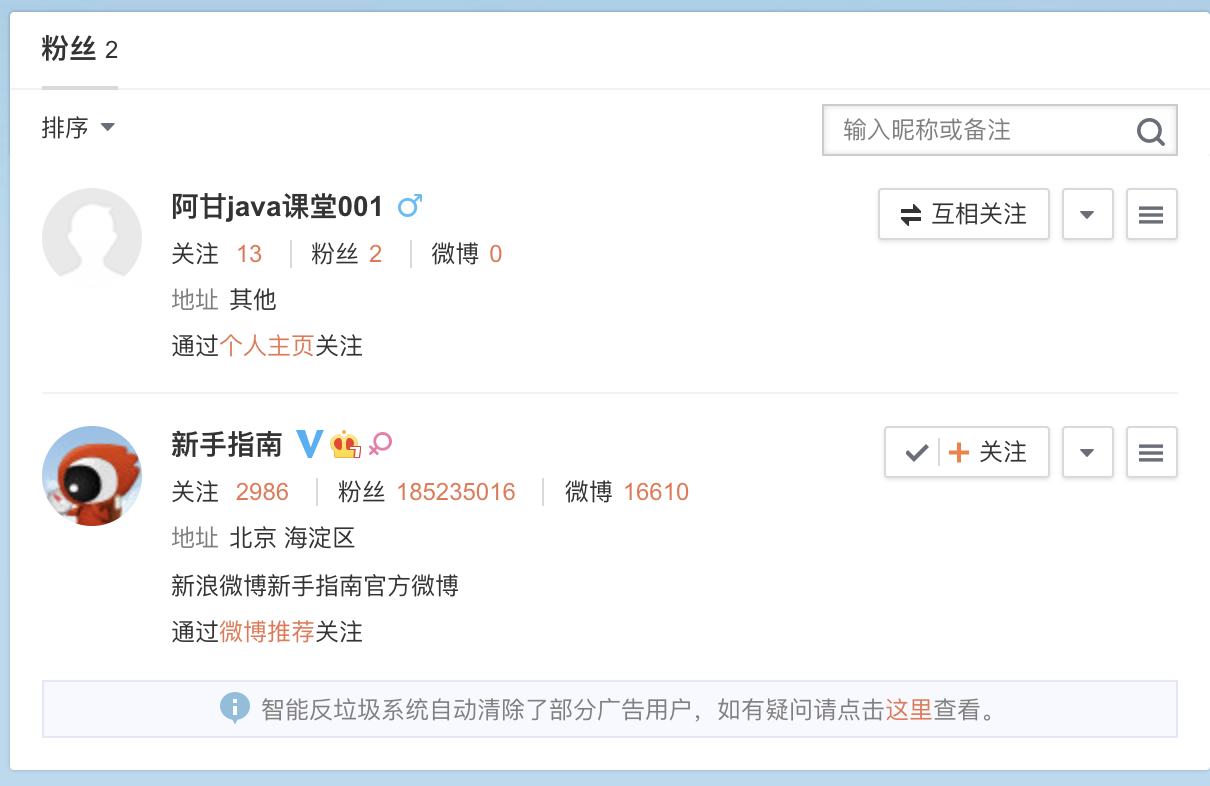 粉丝 2
排序
输入昵称或备注
阿甘java课堂001
互相关注
关注 13 粉丝 2 微博 0
地址 其他
通过个人主页关注
新手指南 V 7
关注
关注 2986 粉丝 185235016 微博 16610
地址 北京 海淀区
新浪微博新手指南官方微博
通过微博推荐关注
智能反垃圾系统自动清除了部分广告用户，如有疑问请点击这里查看。